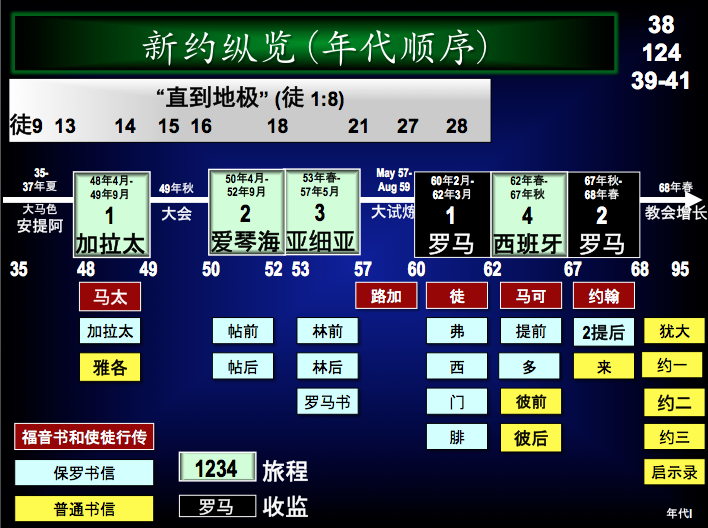 新约纵览 (年代顺序)
38
124
39-41
“直到地极” (徒 1:8)
徒9 13 14 15 16 18 21 27 28
35-
37年夏
大马色
安提阿
48年4月-
49年9月
1
加拉太
49年秋
大会
50年4月-
52年9月
2
爱琴海
53年春-
57年5月
3
亚细亚
May 57-
Aug 59
大试炼
60年2月-
62年3月
1
罗马
62年春-
67年秋
4
西班牙
67年秋-
68年春
2
罗马
68年春
教会增长
35 48 49 50 52 53 57 60 62 67 68 95
马太 路加 徒 马可 约翰
加拉太 帖前 林前 弗 提前 2提后 犹大
雅各 帖后 林后 西 多 来 约一
罗马书 门 彼前 约二
腓 彼后 约三
启示录
福音书和使徒行传
保罗书信
普通书信
1234 旅程
罗马 收监
年代I